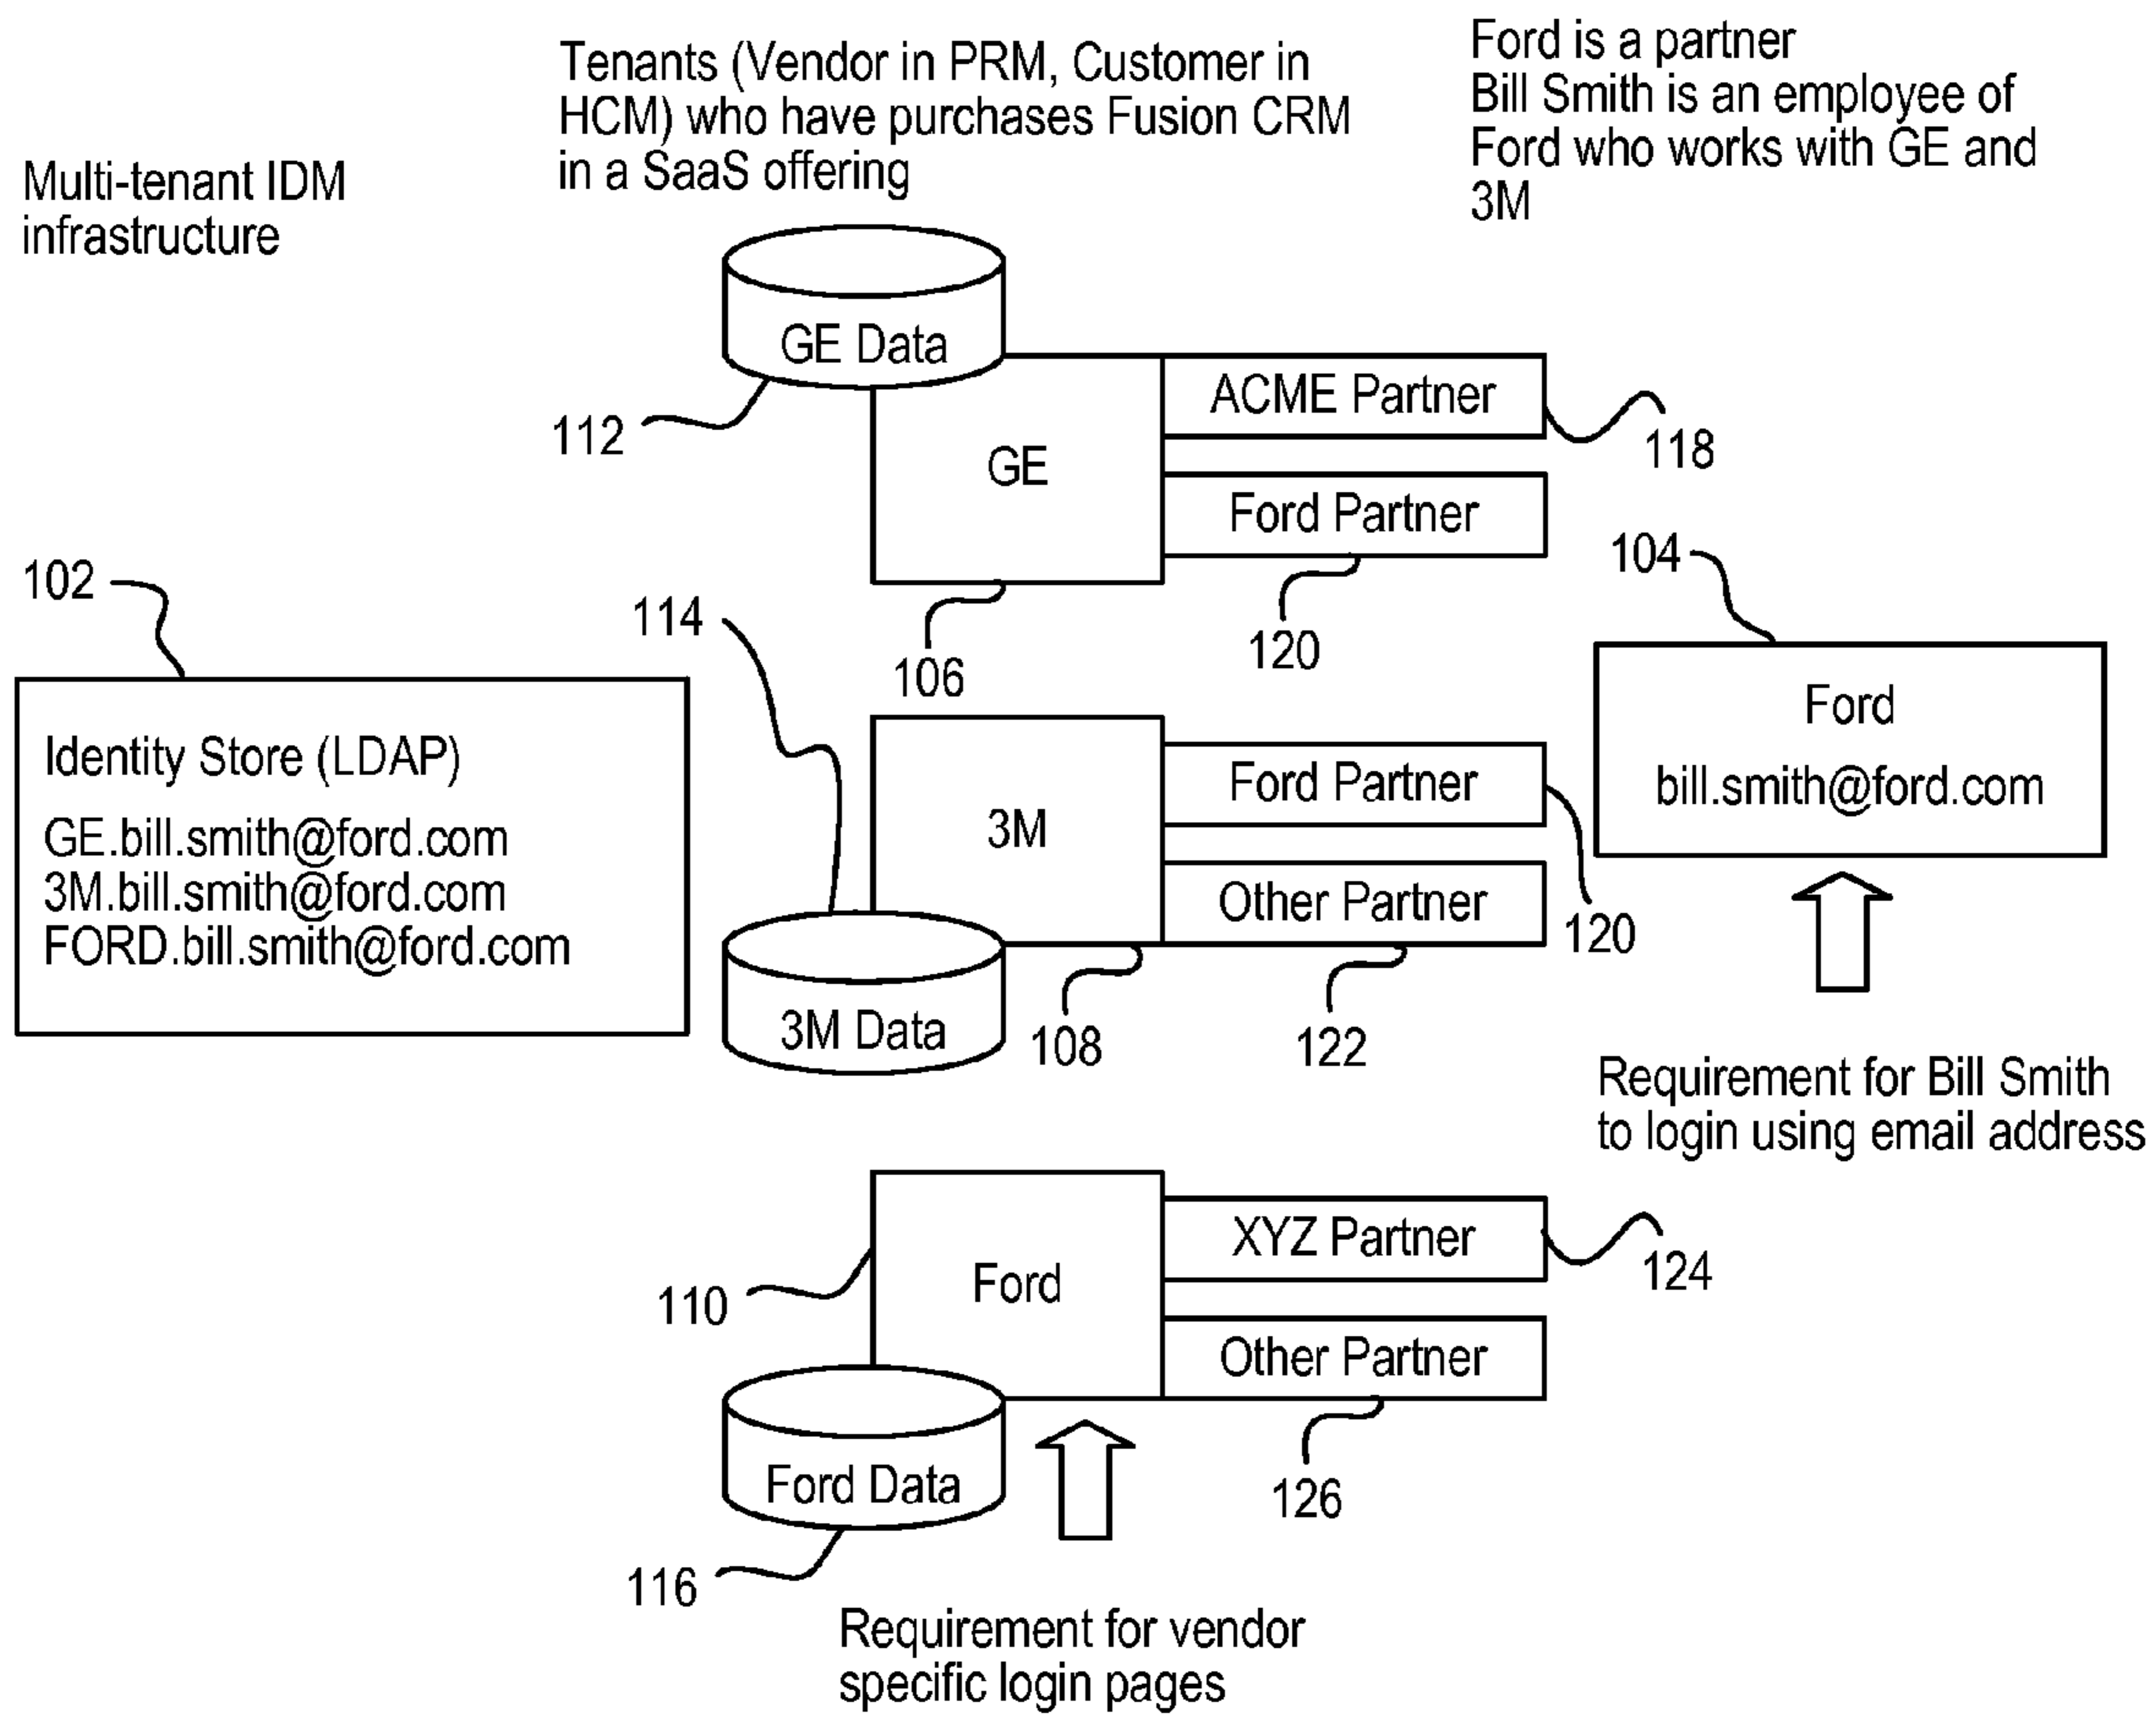 Multi-tenant IDM
infrastructure
Tenants (Vendor in PRM, Customer in
HCM) who have purchases Fusion CRM
in a SaaS offering
Ford is a partner
Bill Smith is an employee of
Ford who works with GE and
3M
GE Data
112
GE
ACME Partner
118
Ford Partner
120
106
102
Identity Store (LDAP)
GE.bill.smith@ford.com
3M.bill.smith@ford.com
FORD.bill.smith@ford.com
114
3M
Ford Partner
120
Other Partner
122
108
3M Data
104
Ford
bill.smith@ford.com
Requirement for Bill Smith
to login using email address
110
Ford
XYZ Partner
124
Other Partner
126
Ford Data
116
Requirement for vendor
specific login pages